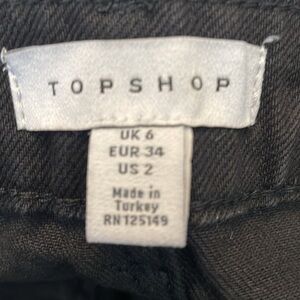 TOPSHOP
UK 6
EUR 34
US 2
Made in
Turkey
RN125149